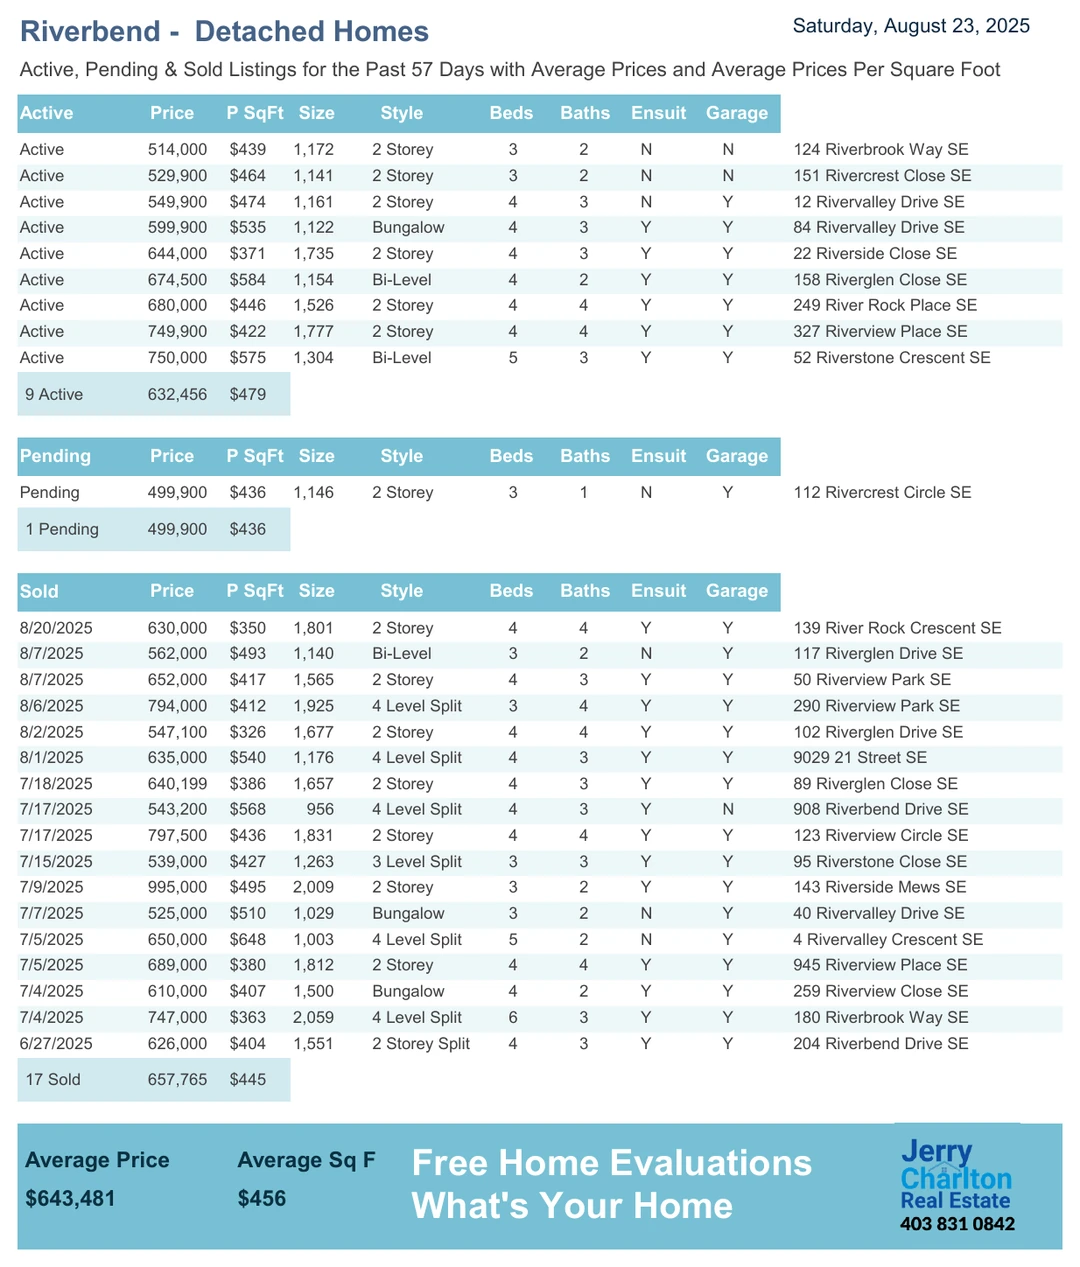 Riverbend - Detached Homes
Saturday, August 23, 2025
Active, Pending & Sold Listings for the Past 57 Days with Average Prices and Average Prices Per Square Foot
Active Price P SqFt Size Style Beds Baths Ensuit Garage
Active 514,000 $439 1,172 2 Storey 3 2 N N 124 Riverbrook Way SE
Active 529,900 $464 1,141 2 Storey 3 2 N N 151 Rivercrest Close SE
Active 549,900 $474 1,161 2 Storey 4 3 N Y 12 Rivervalley Drive SE
Active 599,900 $535 1,122 Bungalow 4 3 Y Y 84 Rivervalley Drive SE
Active 644,000 $371 1,735 2 Storey 4 3 Y Y 22 Riverside Close SE
Active 674,500 $584 1,154 Bi-Level 4 2 Y Y 158 Riverglen Close SE
Active 680,000 $446 1,526 2 Storey 4 4 Y Y 249 River Rock Place SE
Active 749,900 $422 1,777 2 Storey 4 4 Y Y 327 Riverview Place SE
Active 750,000 $575 1,304 Bi-Level 5 3 Y Y 52 Riverstone Crescent SE
9 Active 632,456 $479
Pending Price P SqFt Size Style Beds Baths Ensuit Garage
Pending 499,900 $436 1,146 2 Storey 3 1 N Y 112 Rivercrest Circle SE
1 Pending 499,900 $436
Sold Price P SqFt Size Style Beds Baths Ensuit Garage
8/20/2025 630,000 $350 1,801 2 Storey 4 4 Y Y 139 River Rock Crescent SE
8/7/2025 562,000 $493 1,140 Bi-Level 3 2 N Y 117 Riverglen Drive SE
8/7/2025 652,000 $417 1,565 2 Storey 4 3 Y Y 50 Riverview Park SE
8/6/2025 794,000 $412 1,925 4 Level Split 3 4 Y Y 290 Riverview Park SE
8/2/2025 547,100 $326 1,677 2 Storey 4 4 Y Y 102 Riverglen Drive SE
8/1/2025 635,000 $540 1,176 4 Level Split 4 3 Y Y 9029 21 Street SE
7/18/2025 640,199 $386 1,657 2 Storey 4 3 Y Y 89 Riverglen Close SE
7/17/2025 543,200 $568 956 4 Level Split 4 3 Y N 908 Riverbend Drive SE
7/17/2025 797,500 $436 1,831 2 Storey 4 4 Y Y 123 Riverview Circle SE
7/15/2025 539,000 $427 1,263 3 Level Split 3 3 Y Y 95 Riverstone Close SE
7/9/2025 995,000 $495 2,009 2 Storey 3 2 Y Y 143 Riverside Mews SE
7/7/2025 525,000 $510 1,029 Bungalow 3 2 N Y 40 Rivervalley Drive SE
7/5/2025 650,000 $648 1,003 4 Level Split 5 2 N Y 4 Rivervalley Crescent SE
7/5/2025 689,000 $380 1,812 2 Storey 4 4 Y Y 945 Riverview Place SE
7/4/2025 610,000 $407 1,500 Bungalow 4 2 Y Y 259 Riverview Close SE
7/4/2025 747,000 $363 2,059 4 Level Split 6 3 Y Y 180 Riverbrook Way SE
6/27/2025 626,000 $404 1,551 2 Storey Split 4 3 Y Y 204 Riverbend Drive SE
17 Sold 657,765 $445
Average Price Average Sq F
$643,481 $456
Free Home Evaluations
What's Your Home
Jerry
Charlton
Real Estate
403 831 0842